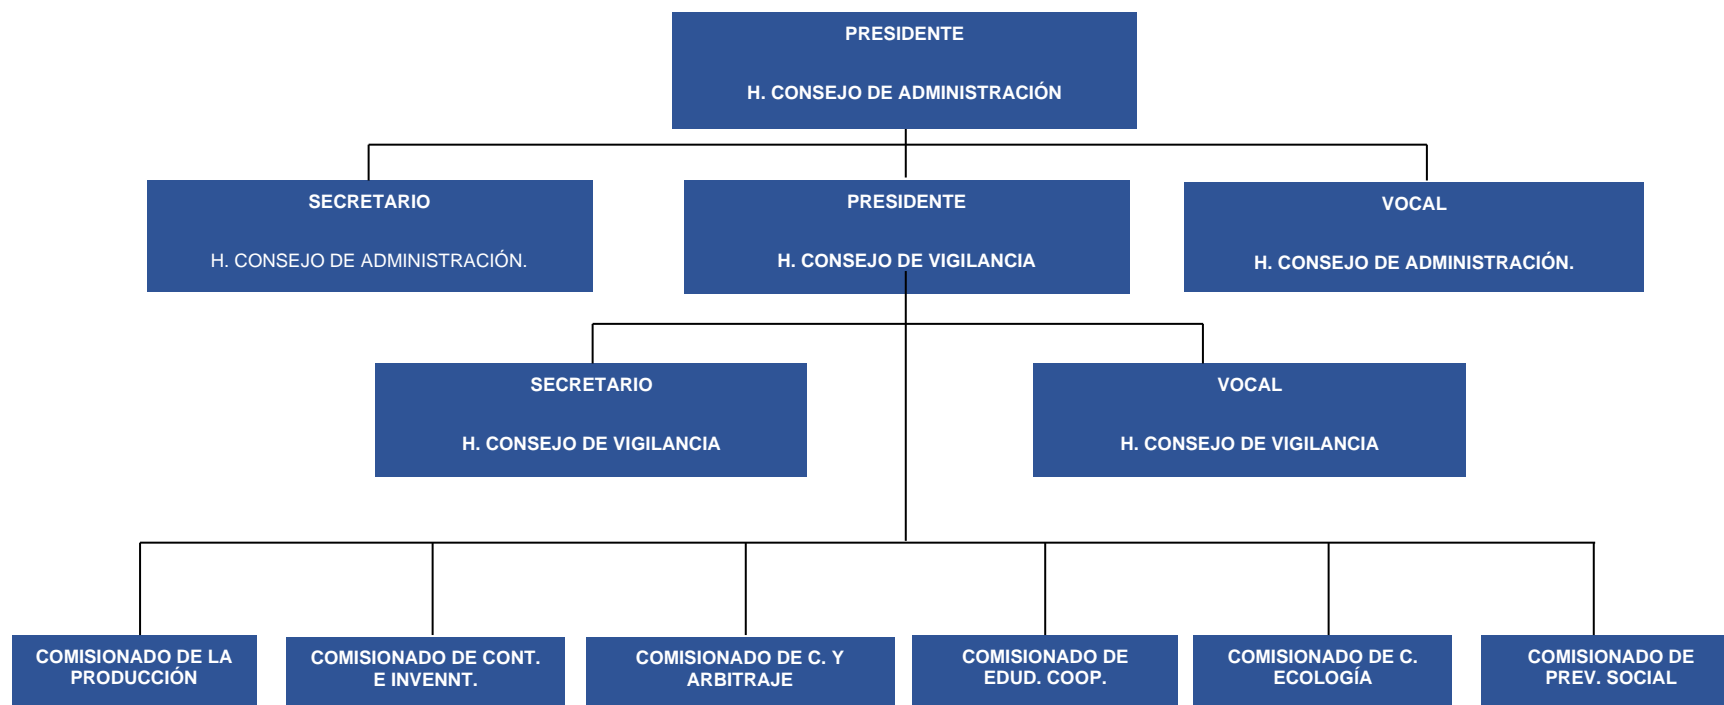 PRESIDENTE
H. CONSEJO DE ADMINISTRACIÓN
SECRETARIO
H. CONSEJO DE ADMINISTRACIÓN.
PRESIDENTE
H. CONSEJO DE VIGILANCIA
VOCAL
H. CONSEJO DE ADMINISTRACIÓN.
SECRETARIO
H. CONSEJO DE VIGILANCIA
VOCAL
H. CONSEJO DE VIGILANCIA
COMISIONADO DE LA
PRODUCCIÓN
COMISIONADO DE CONT.
E INVENNT.
COMISIONADO DE C. Y
ARBITRAJE
COMISIONADO DE
EDUD. COOP.
COMISIONADO DE C.
ECOLOGÍA
COMISIONADO DE
PREV. SOCIAL